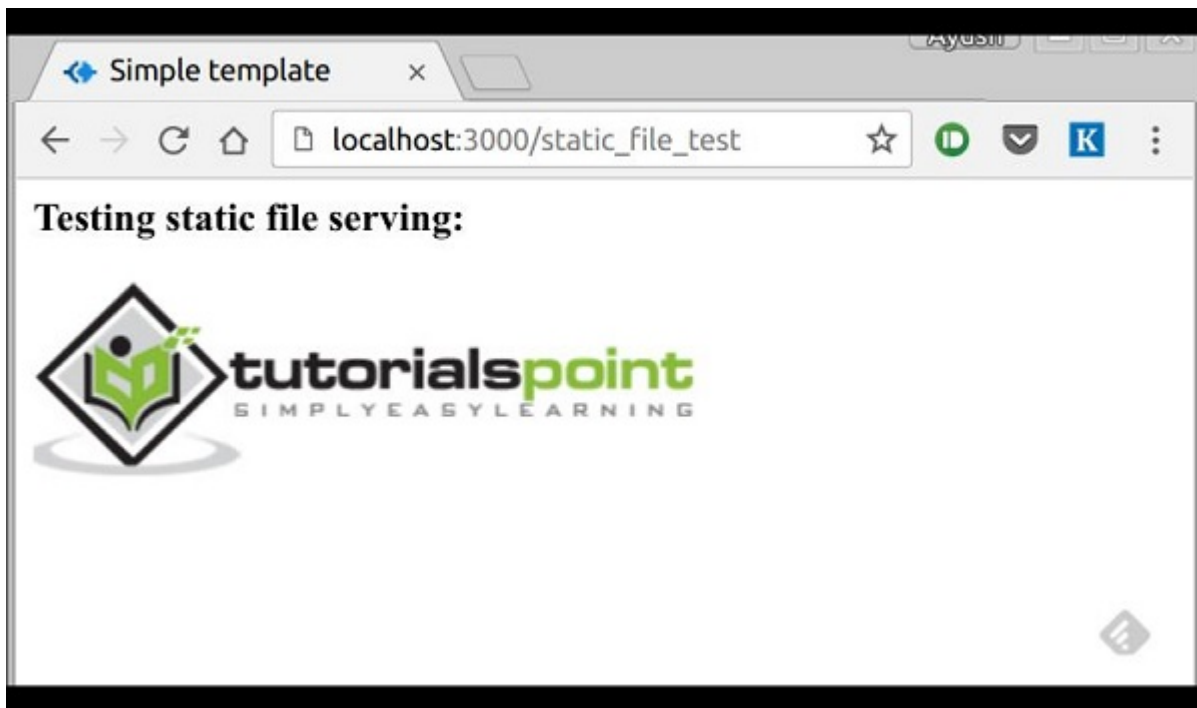 Ayush
Simple template
localhost:3000/static_file_test
K
Testing static file serving:
tutorialspoint
SIMPLYEASYLEARNING